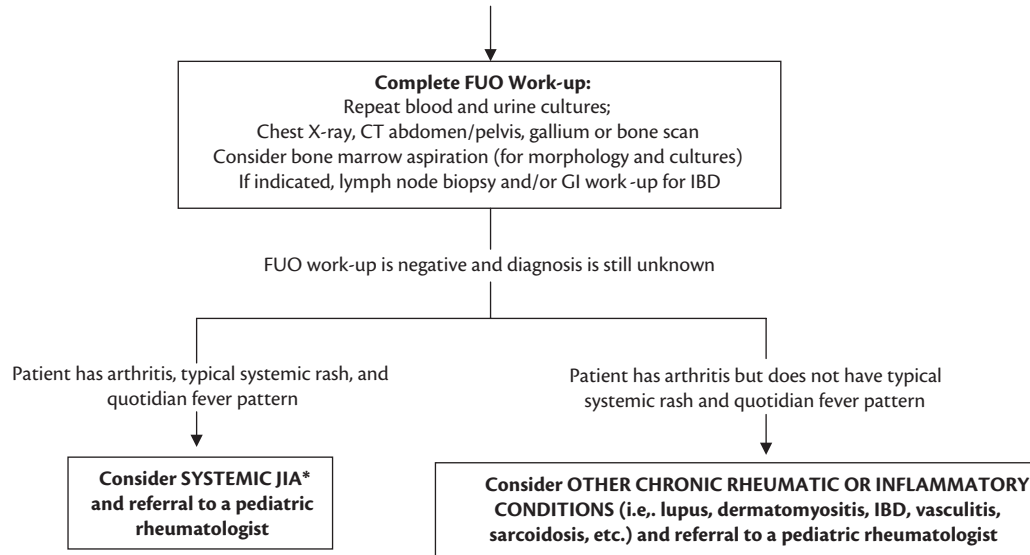 Complete FUO Work-up:
Repeat blood and urine cultures;
Chest X-ray, CT abdomen/pelvis, gallium or bone scan
Consider bone marrow aspiration (for morphology and cultures)
If indicated, lymph node biopsy and/or GI work -up for IBD
FUO work-up is negative and diagnosis is still unknown
Patient has arthritis, typical systemic rash, and
quotidian fever pattern
Patient has arthritis but does not have typical
systemic rash and quotidian fever pattern
Consider SYSTEMIC JIA*
and referral to a pediatric
rheumatologist
Consider OTHER CHRONIC RHEUMATIC OR INFLAMMATORY
CONDITIONS (i.e,. lupus, dermatomyositis, IBD, vasculitis,
sarcoidosis, etc.) and referral to a pediatric rheumatologist